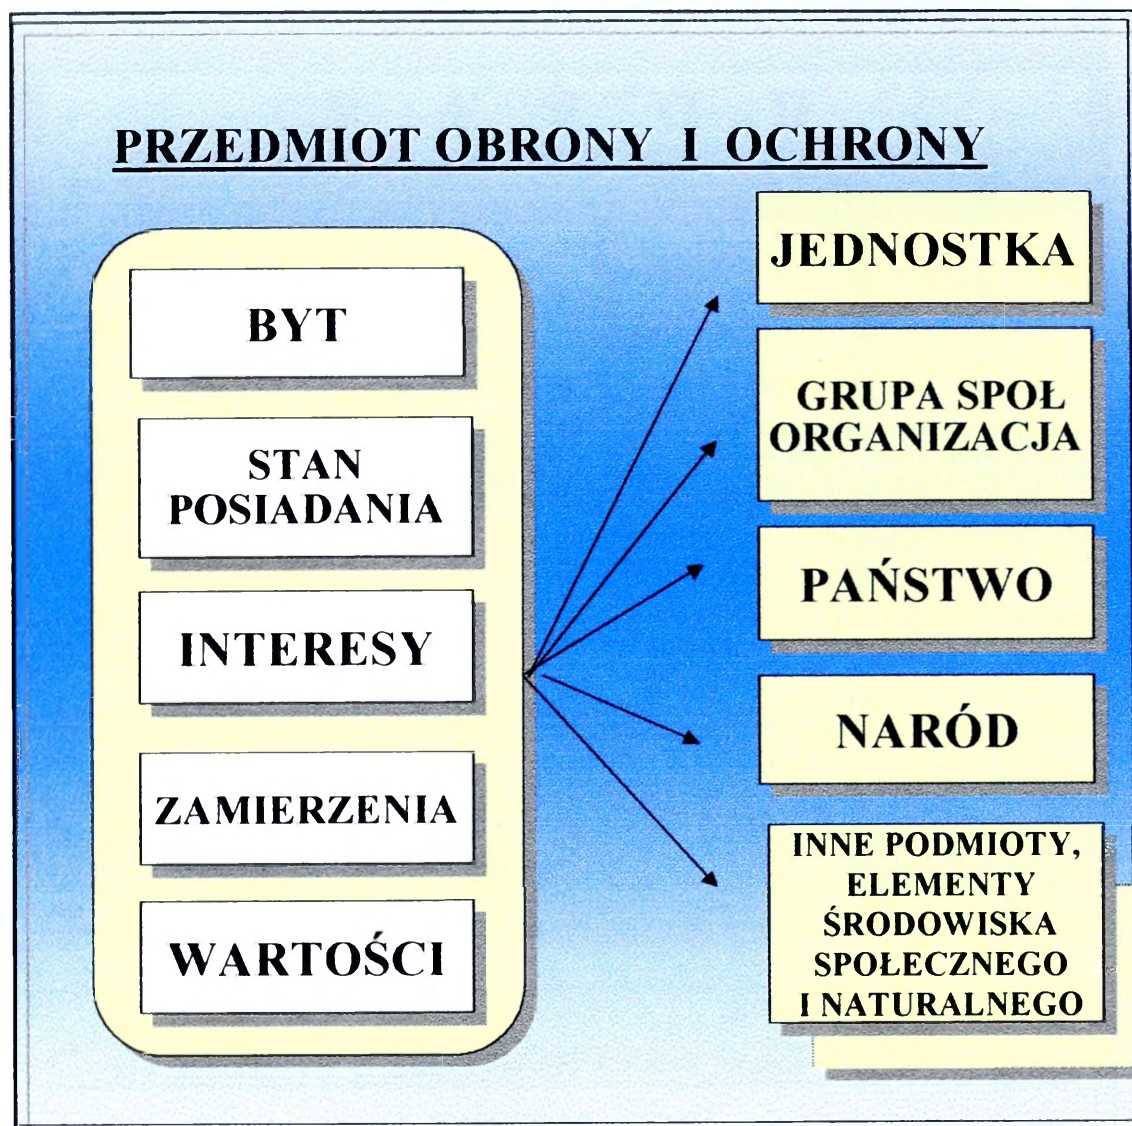 PRZEDMIOT OBRONY I OCHRONY
BYT
STAN
POSIADANIA
INTERESY
ZAMIERZENIA
WARTOŚCI
JEDNOSTKA
GRUPA SPOŁ
ORGANIZACJA
PAŃSTWO
NARÓD
INNE PODMIOTY,
ELEMENTY
ŚRODOWISKA
SPOŁECZNEGO
I NATURALNEGO